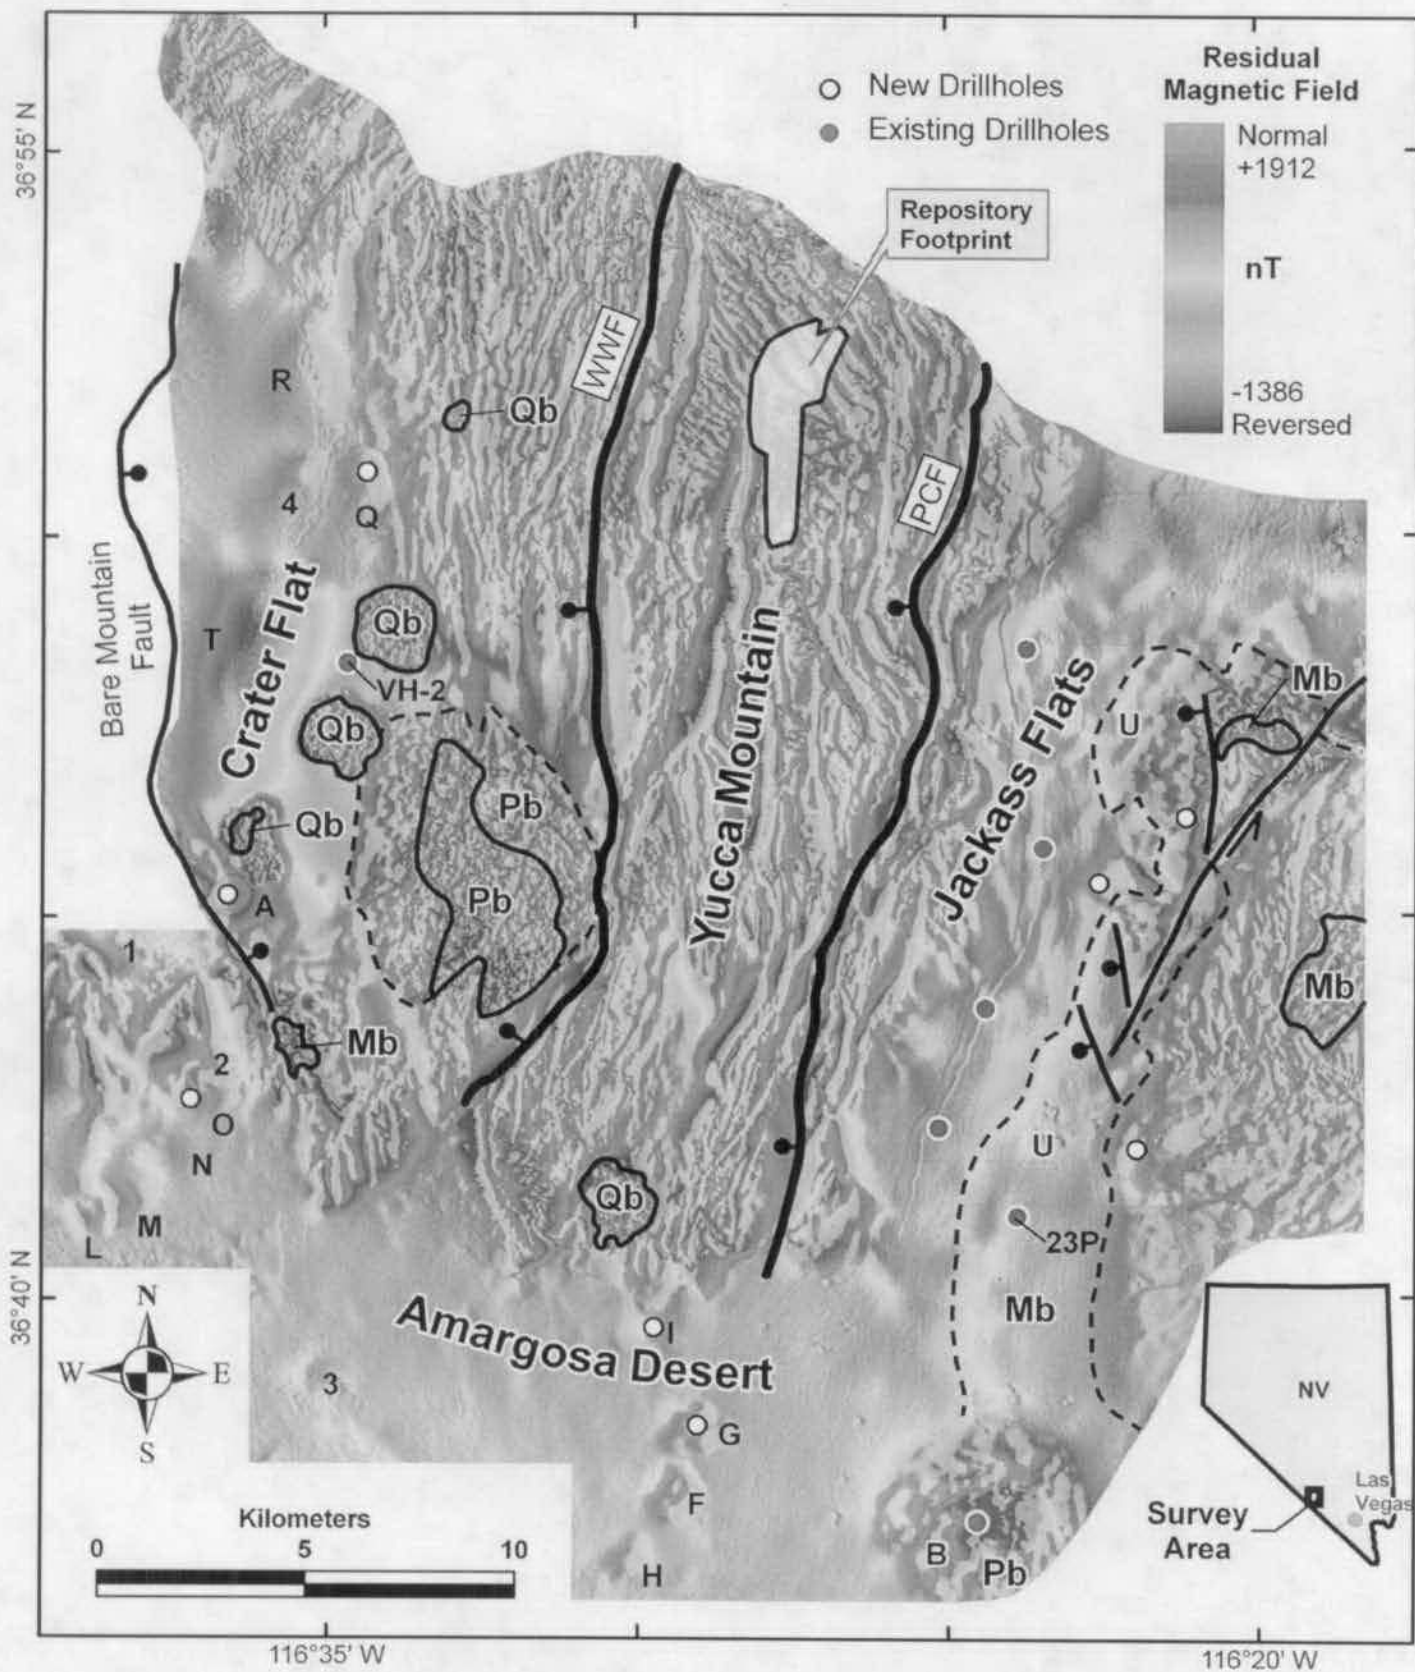 New Drillholes
Existing Drillholes
Residual
Magnetic Field
Normal
+1912
nT
-1386
Reversed
36°55' N
Repository
Footprint
WWF
R
Qb
PCF
4
Q
Bare Mountain
Fault
Crater Flat
T
Qb
VH-2
Yucca Mountain
Jackass Flats
U
Mb
Qb
Qb
Pb
Pb
A
1
Mb
Mb
2
O
N
U
M
L
Qb
23P
36°40' N
N
W
E
S
Mb
I
Amargosa Desert
3
G
F
H
B
Pb
NV
Las
Vegas
Survey
Area
Kilometers
0
5
10
116°35' W
116°20' W